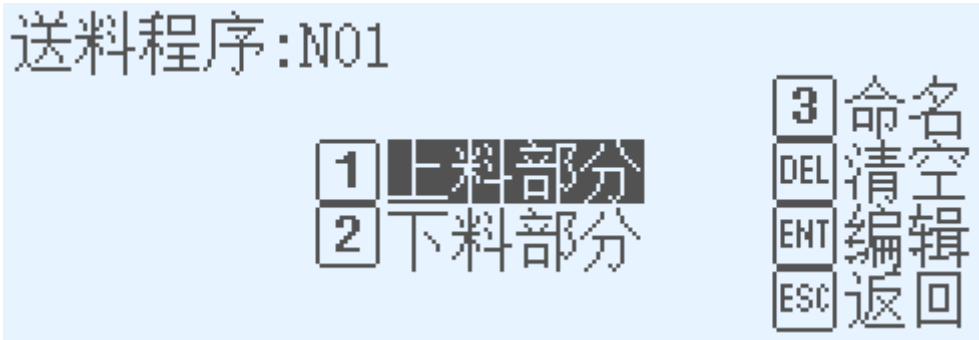 送料程序:N01
3 命名
1 上料部分
DEL 清空
2 下料部分
ENT 编辑
ESC 返回